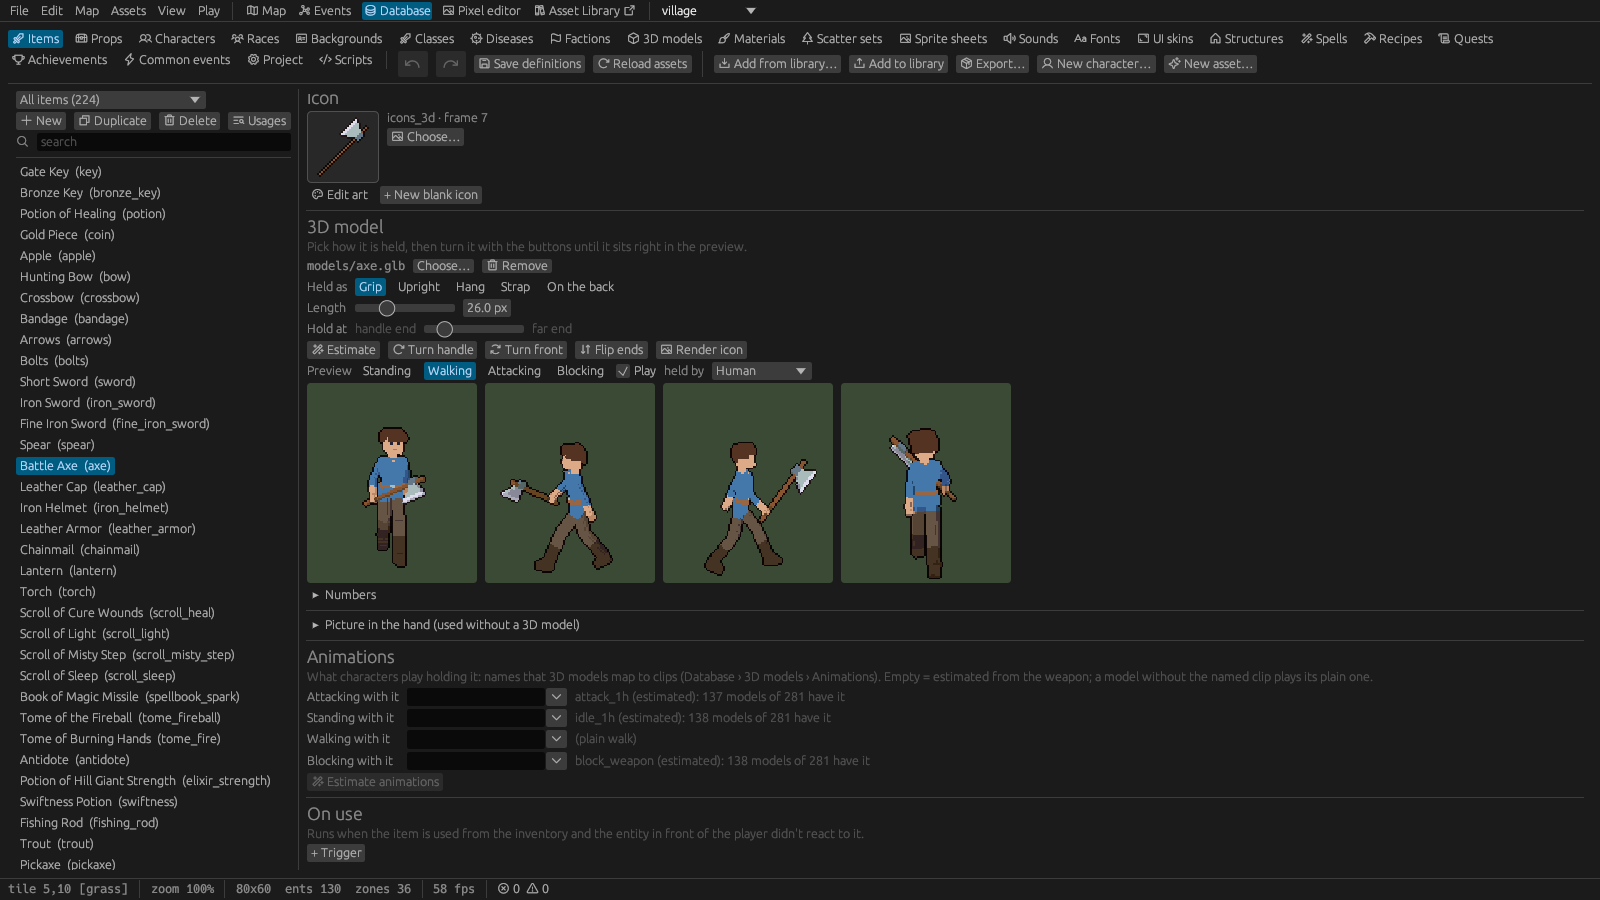 File Edit Map Assets View Play Map Events Database Pixel editor Asset Library village
Items Props Characters Races Backgrounds Classes Diseases Factions 3D models Materials Scatter sets Sprite sheets Sounds Fonts UI skins Structures Spells Recipes Quests
Achievements Common events Project Scripts Save definitions Reload assets Add from library... Add to library Export... New character... New asset...
All items (224)
+ New Duplicate Delete Usages
search
Gate Key (key)
Bronze Key (bronze_key)
Potion of Healing (potion)
Gold Piece (coin)
Apple (apple)
Hunting Bow (bow)
Crossbow (crossbow)
Bandage (bandage)
Arrows (arrows)
Bolts (bolts)
Short Sword (sword)
Iron Sword (iron_sword)
Fine Iron Sword (fine_iron_sword)
Spear (spear)
Battle Axe (axe)
Leather Cap (leather_cap)
Iron Helmet (iron_helmet)
Leather Armor (leather_armor)
Chainmail (chainmail)
Lantern (lantern)
Torch (torch)
Scroll of Cure Wounds (scroll_heal)
Scroll of Light (scroll_light)
Scroll of Misty Step (scroll_misty_step)
Scroll of Sleep (scroll_sleep)
Book of Magic Missile (spellbook_spark)
Tome of the Fireball (tome_fireball)
Tome of Burning Hands (tome_fire)
Antidote (antidote)
Potion of Hill Giant Strength (elixir_strength)
Swiftness Potion (swiftness)
Fishing Rod (fishing_rod)
Trout (trout)
Pickaxe (pickaxe)
Icon
icons_3d · frame 7
Choose...
Edit art + New blank icon
3D model
Pick how it is held, then turn it with the buttons until it sits right in the preview.
models/axe.glb Choose... Remove
Held as Grip Upright Hang Strap On the back
Length 26.0 px
Hold at handle end far end
Estimate Turn handle Turn front Flip ends Render icon
Preview Standing Walking Attacking Blocking Play held by Human
Numbers
Picture in the hand (used without a 3D model)
Animations
What characters play holding it: names that 3D models map to clips (Database › 3D models › Animations). Empty = estimated from the weapon; a model without the named clip plays its plain one.
Attacking with it attack_1h (estimated): 137 models of 281 have it
Standing with it idle_1h (estimated): 138 models of 281 have it
Walking with it (plain walk)
Blocking with it block_weapon (estimated): 138 models of 281 have it
Estimate animations
On use
Runs when the item is used from the inventory and the entity in front of the player didn't react to it.
+ Trigger
tile 5,10 [grass] zoom 100% 80x60 ents 130 zones 36 58 fps 0 0